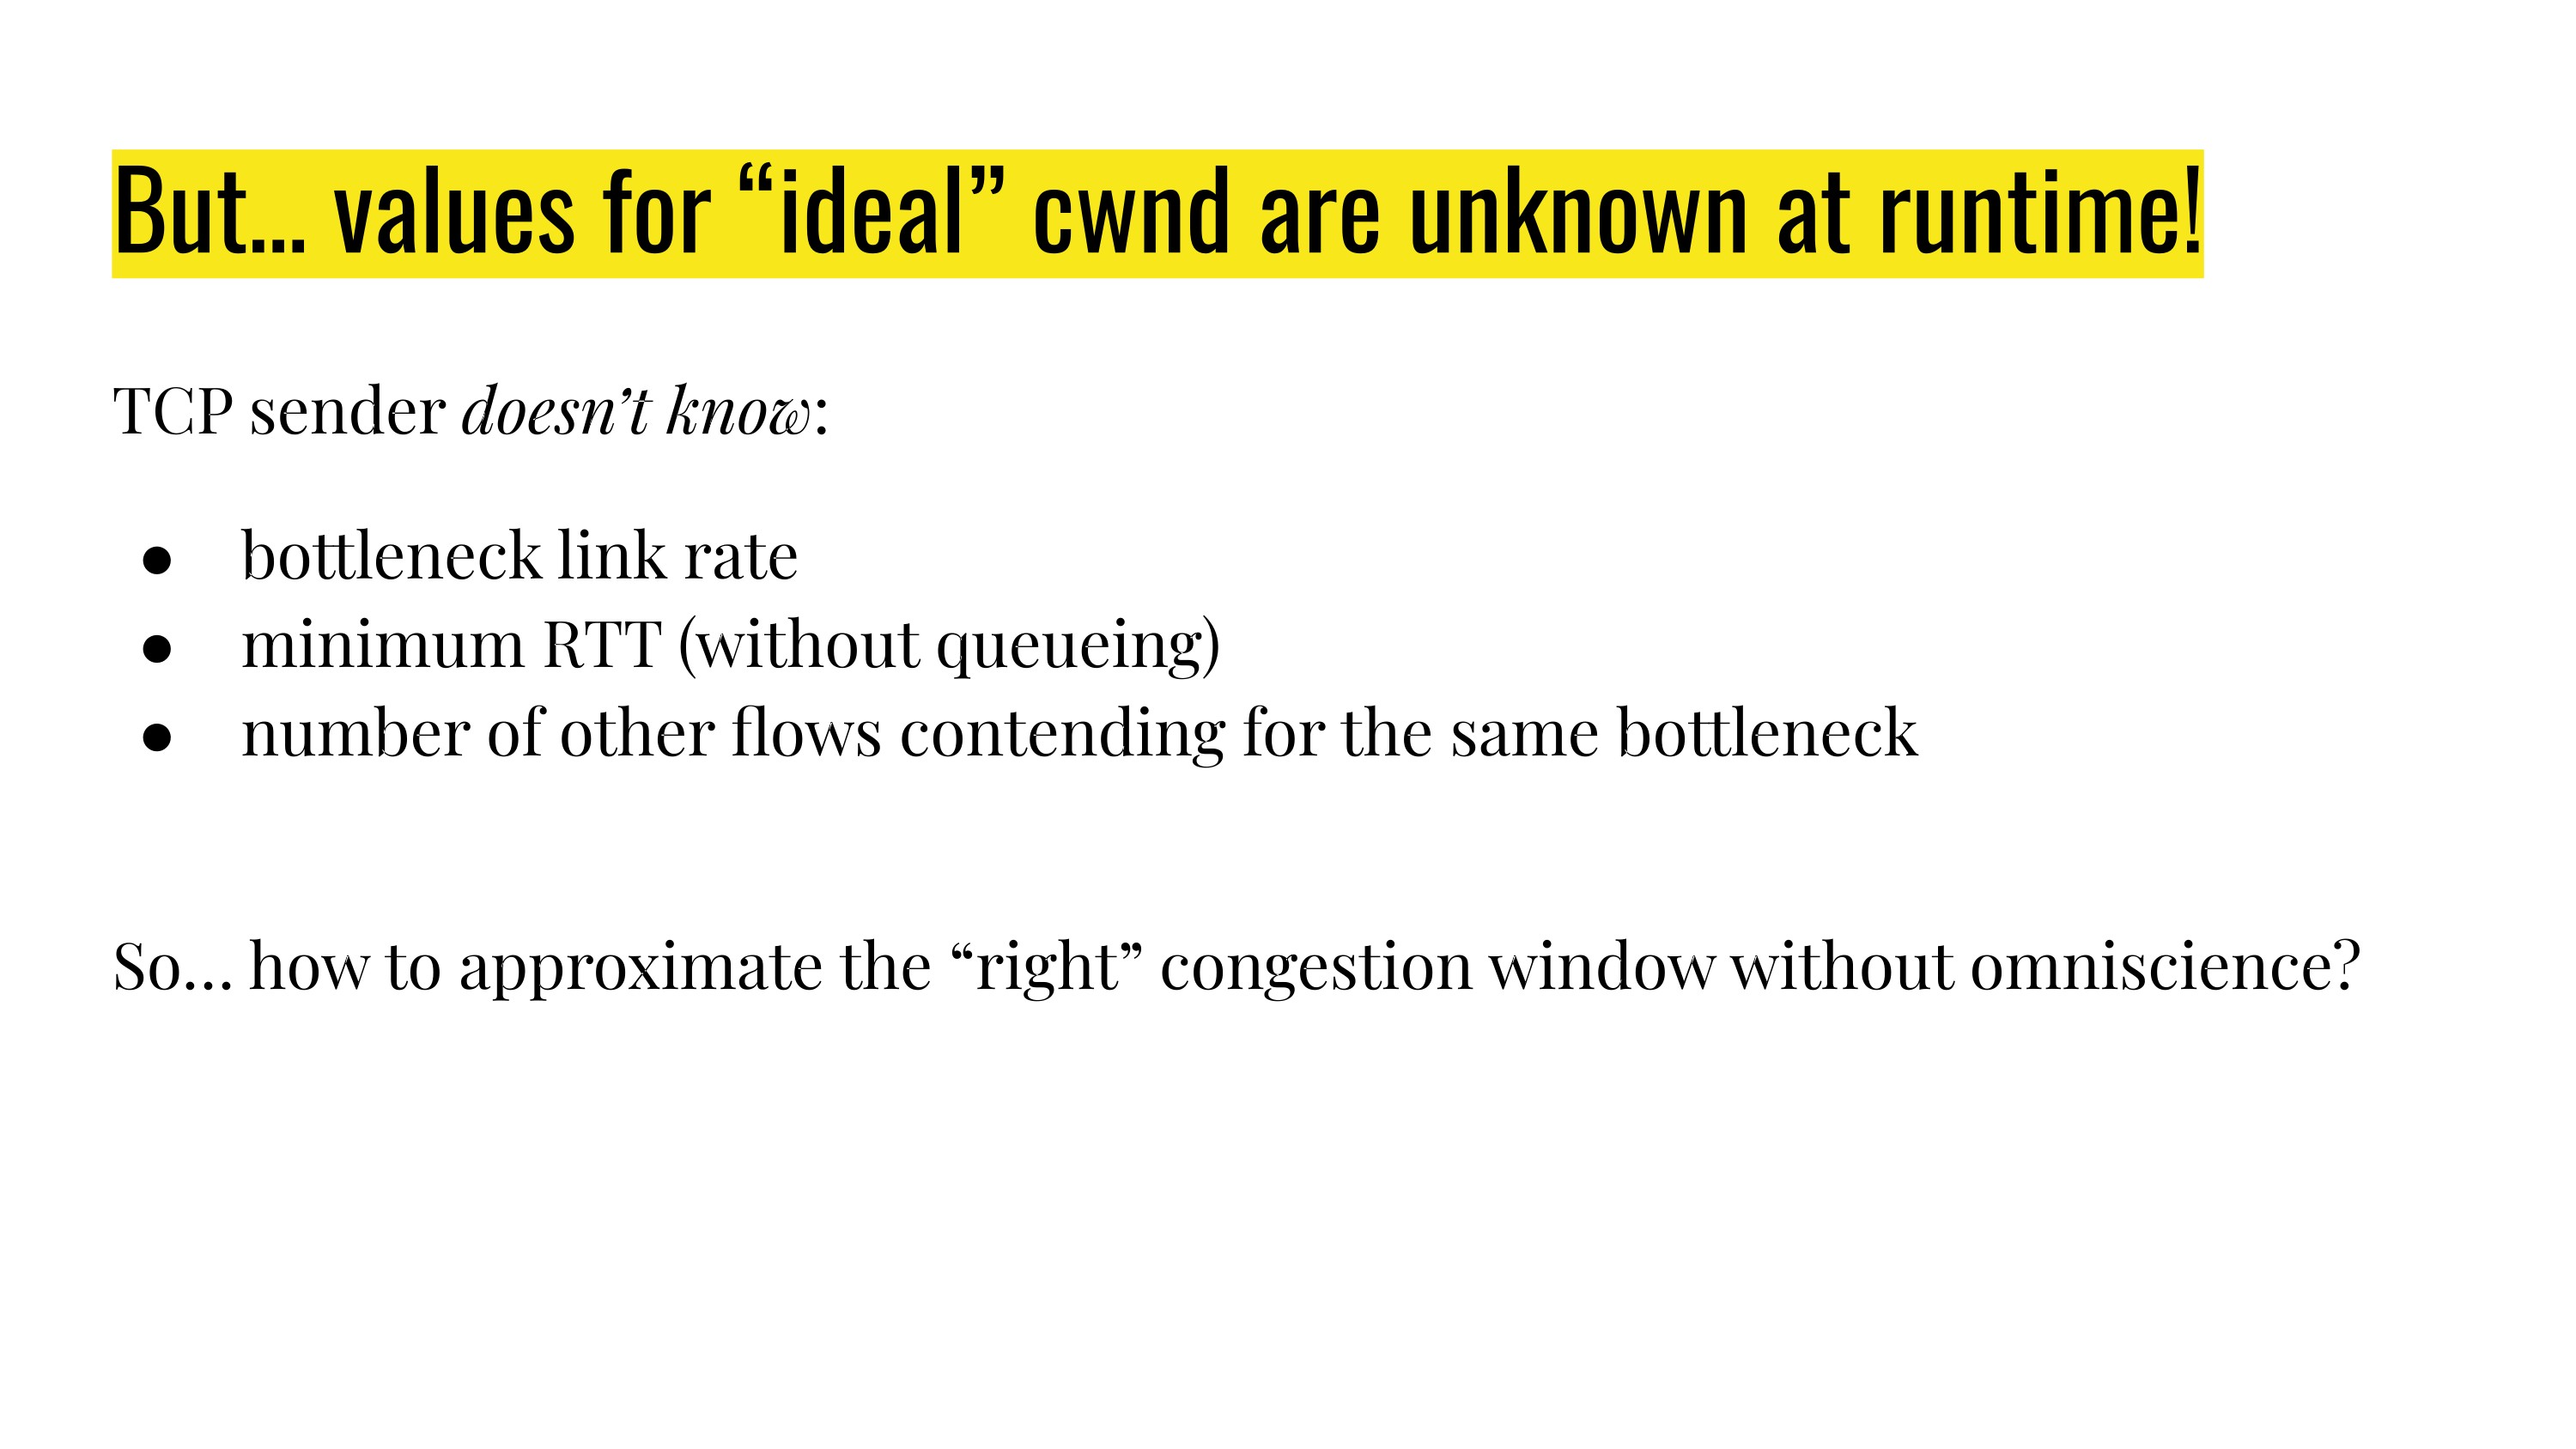 But… values for “ideal” cwnd are unknown at runtime!
TCP sender doesn’t know:
● bottleneck link rate
● minimum RTT (without queueing)
● number of other flows contending for the same bottleneck
So… how to approximate the “right” congestion window without omniscience?